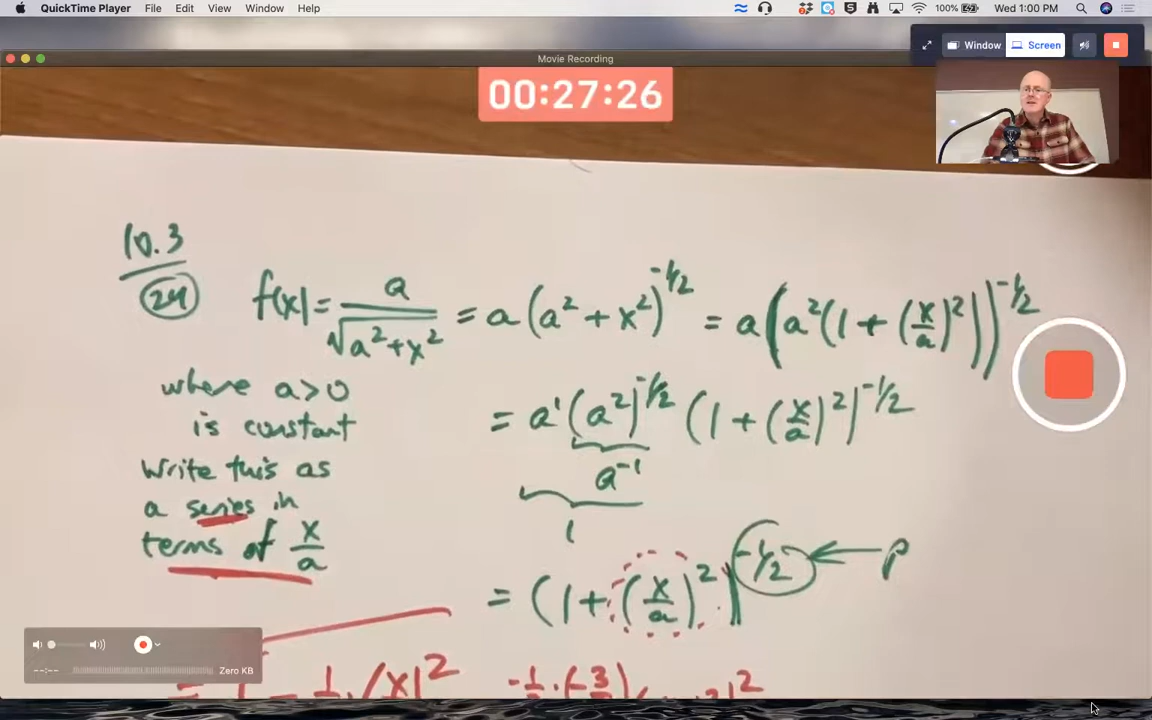 QuickTime Player File Edit View Window Help 100% Wed 1:00 PM
Window Screen
Movie Recording
00:27:26
10.3
24
f(x) = a/√(a²+x²) = a(a²+x²)^(-1/2) = a(a²(1+(x/a)²))^(-1/2)
where a>0
is constant
Write this as
a series in
terms of x/a
= a¹(a²)^(-1/2) (1+(x/a)²)^(-1/2)
a⁻¹
1
= (1+(x/a)²)^(-1/2) ← p
--:-- Zero KB